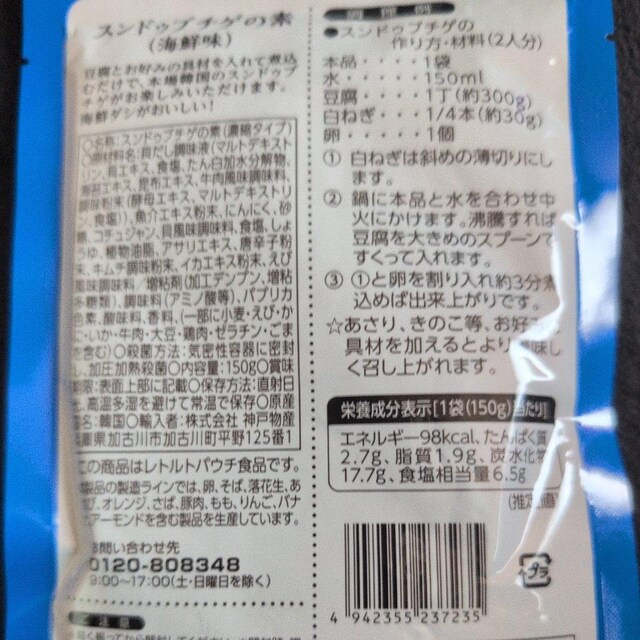 スンドゥブチゲの素
(海鮮味)
豆腐とお好みの具材を入れて煮込
むだけで、本場韓国のスンドゥブ
チゲがお楽しみいただけます。
海鮮ダシがおいしい!
○名称:スンドゥブチゲの素(濃縮タイプ)
○原材料名:貝だし調味液(マルトデキスト
リン、貝エキス、食塩、たん白加水分解物、
エキス、昆布エキス、牛肉風味調味料、
調味粉末(酵母エキス、マルトデキストリ
ン、食塩))、魚介エキス粉末、にんにく、砂
糖、コチュジャン、貝風味調味料、食塩、しょ
うゆ、植物油脂、アサリエキス、唐辛子粉
末、キムチ調味粉末、イカエキス粉末、えび
風味調味料/増粘剤(加工デンプン、増粘
多糖類)、調味料(アミノ酸等)、パプリカ
色素、酸味料、香料、(一部に小麦・えび・か
に・いか・牛肉・大豆・鶏肉・ゼラチン・ごま
を含む)○殺菌方法:気密性容器に密封
し、加圧加熱殺菌○内容量:150g○賞味
期限:表面上部に記載○保存方法:直射日
光、高温多湿を避けて常温で保存○原産
国名:韓国○輸入者:株式会社 神戸物産
兵庫県加古川市加古川町平野125番1
この商品はレトルトパウチ食品です。
製品の製造ラインでは、卵、そば、落花生、あ
わび、オレンジ、さば、豚肉、もも、りんご、バナ
ナ、アーモンドを含む製品を生産しています。
お問い合わせ先
0120-808348
9:00~17:00(土・日曜日を除く)
調理例
●スンドゥブチゲの
作り方・材料(2人分)
本品・・・・1袋
水・・・・・150ml
豆腐・・・・1丁(約300g)
白ねぎ・・・1/4本(約30g)
卵・・・・・1個
① 白ねぎは斜めの薄切りにし
ます。
② 鍋に本品と水を合わせ中
火にかけます。沸騰すれば
豆腐を大きめのスプーンで
すくって入れます。
③ ①と卵を割り入れ約3分煮
込めば出来上がりです。
☆あさり、きのこ等、お好みの
具材を加えるとより美味し
く召し上がれます。
栄養成分表示[1袋(150g)当たり]
エネルギー98kcal、たんぱく質
2.7g、脂質1.9g、炭水化物
17.7g、食塩相当量6.5g
(推定値)
プラ
4 942355 237235